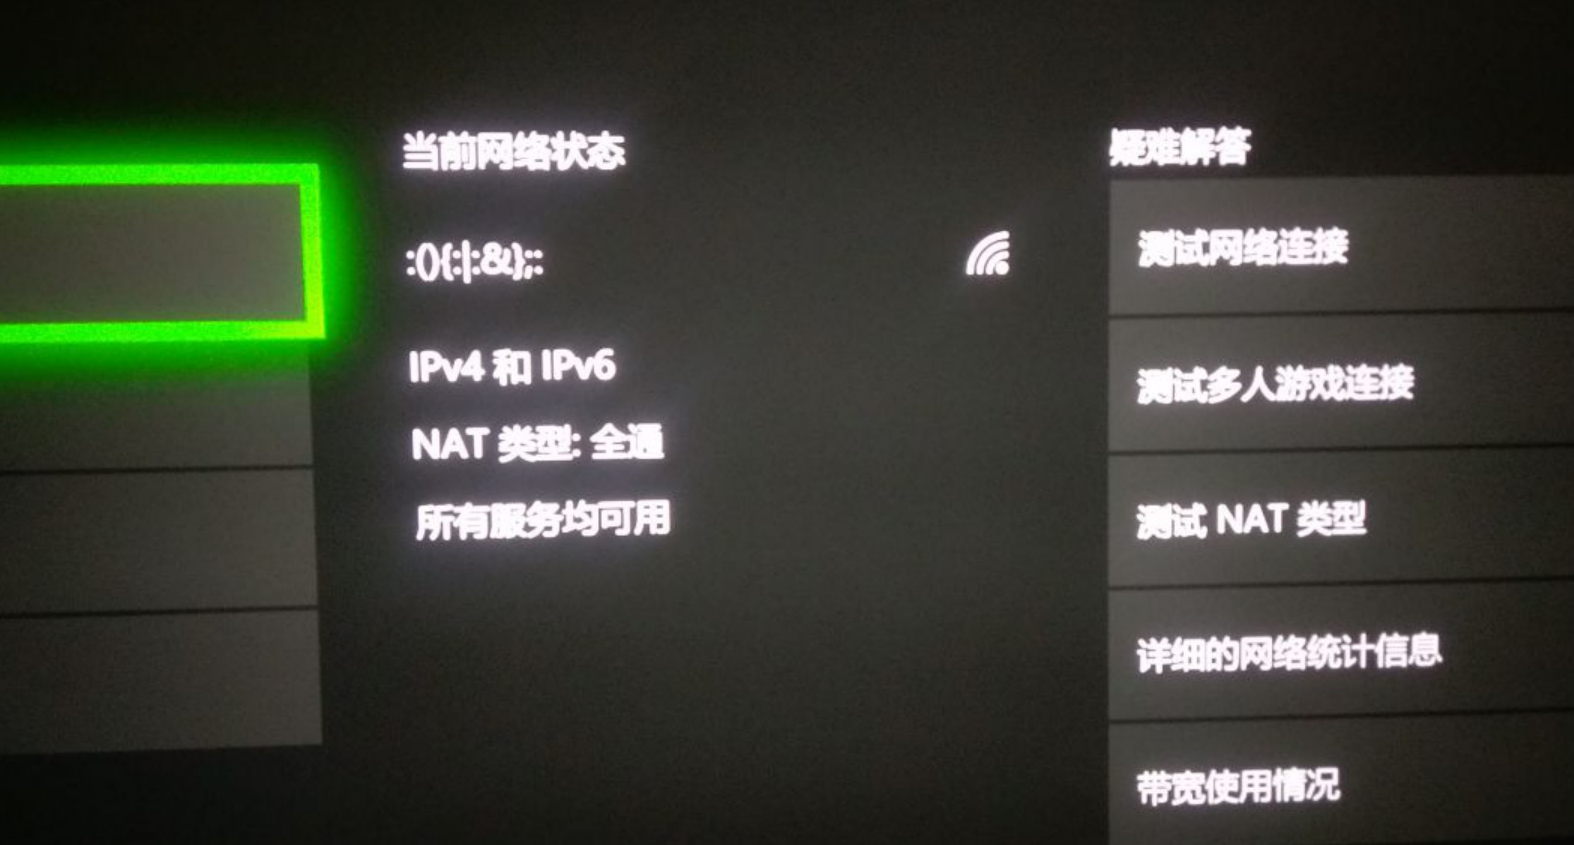 当前网络状态
:(){:|:&};:
IPv4 和 IPv6
NAT 类型: 全通
所有服务均可用
疑难解答
测试网络连接
测试多人游戏连接
测试 NAT 类型
详细的网络统计信息
带宽使用情况